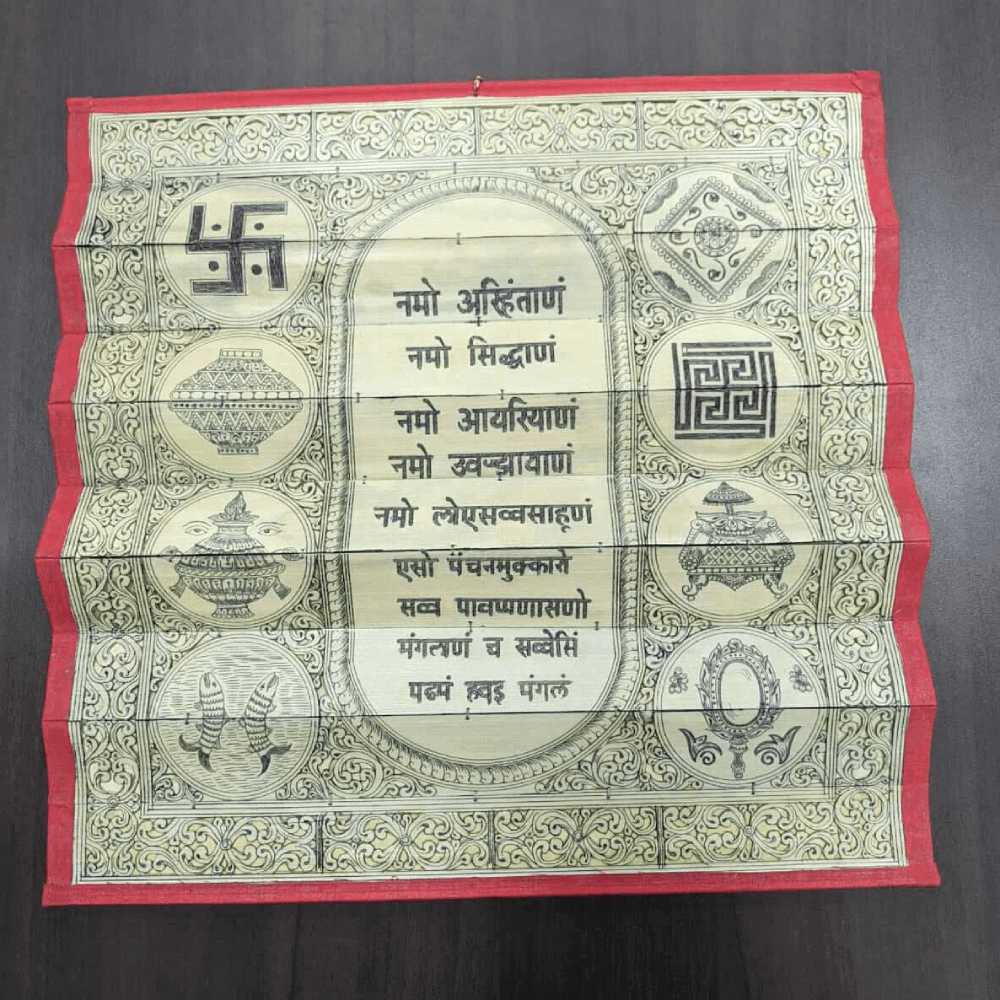 नमो अरिहंताणं
नमो सिद्धाणं
नमो आयरियाणं
नमो उवज्झायाणं
नमो लोएसव्वसाहूणं
एसो पंचनमुक्कारो
सव्व पावप्पणासणो
मंगलाणं च सव्वेसिं
पढमं हवइ मंगलं